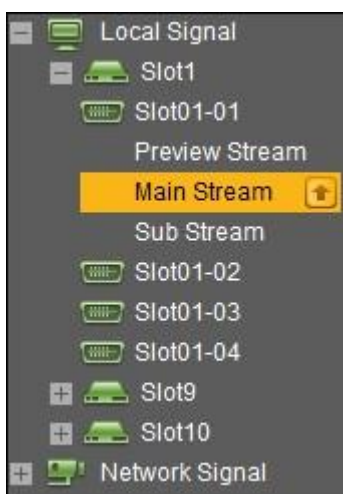 Local Signal
Slot1
Slot01-01
Preview Stream
Main Stream
Sub Stream
Slot01-02
Slot01-03
Slot01-04
Slot9
Slot10
Network Signal